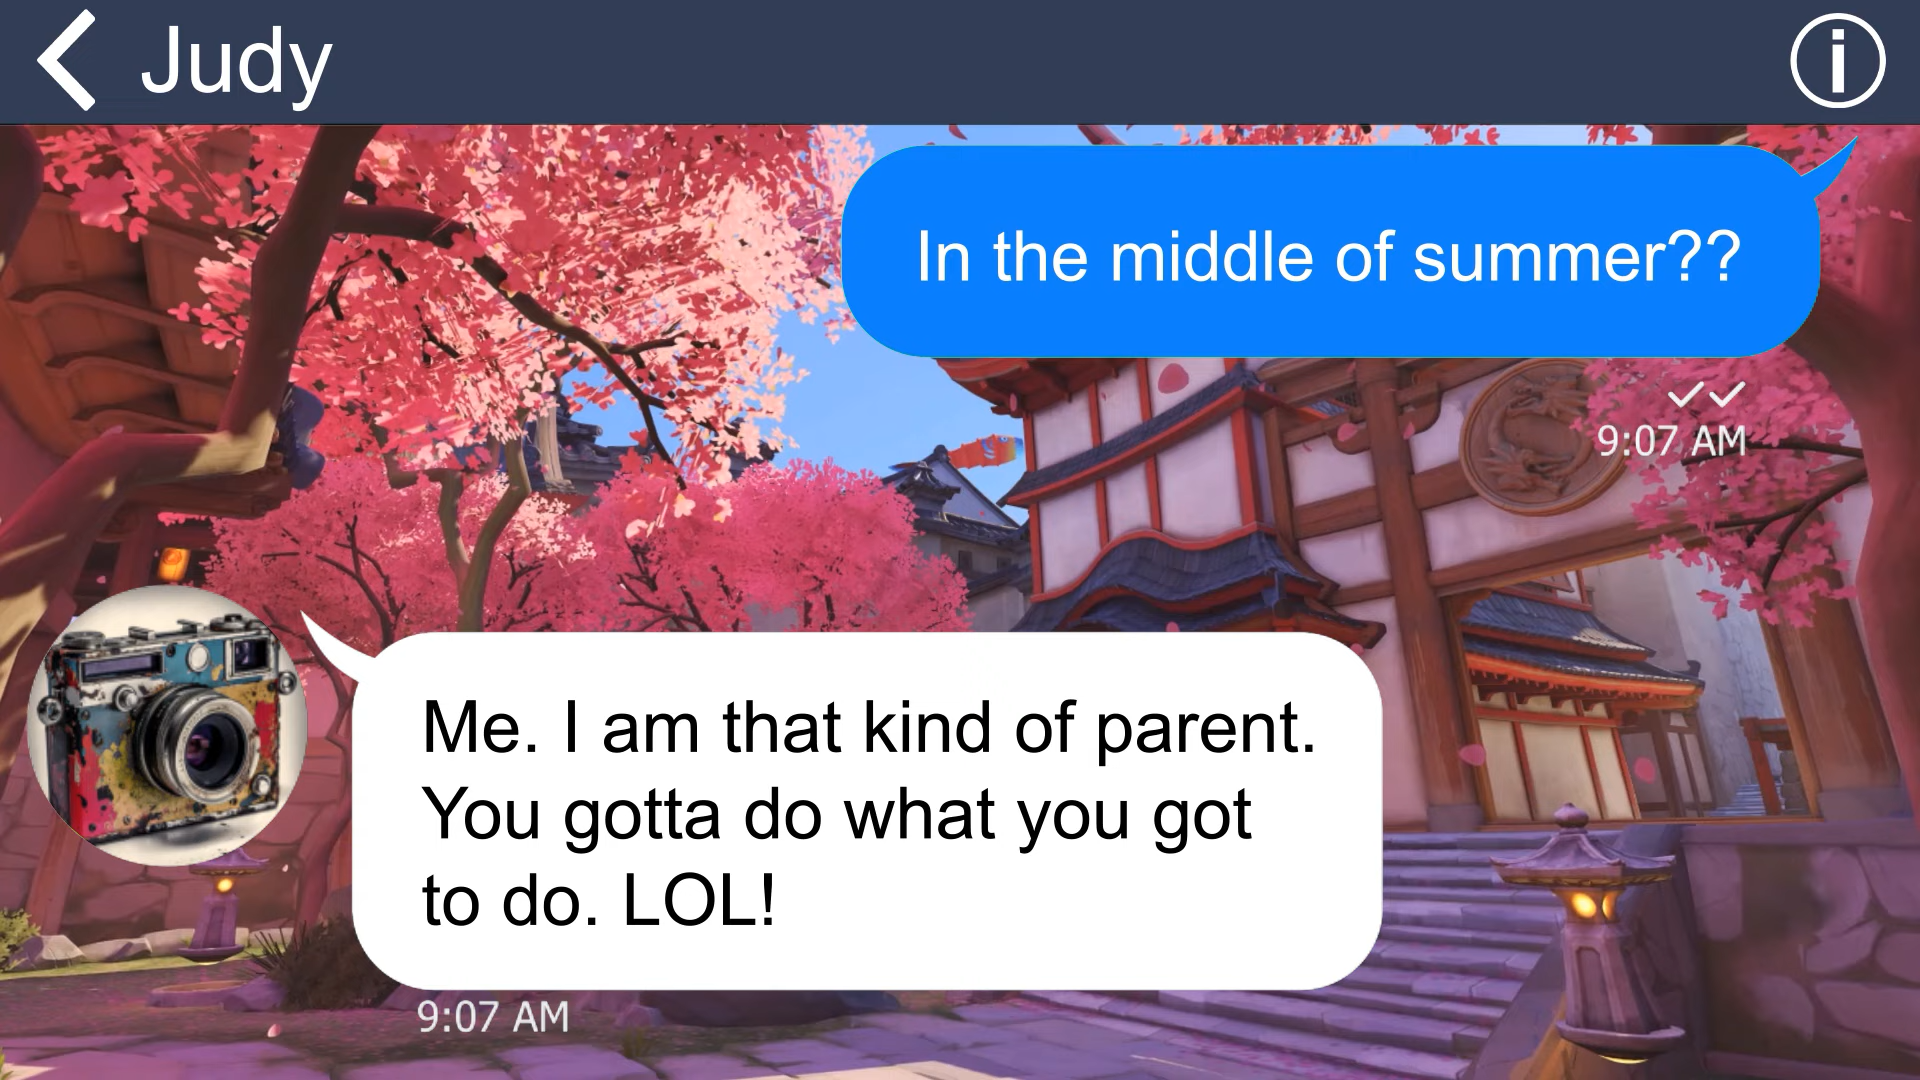 Judy
In the middle of summer??
9:07 AM
Me. I am that kind of parent.
You gotta do what you got
to do. LOL!
9:07 AM